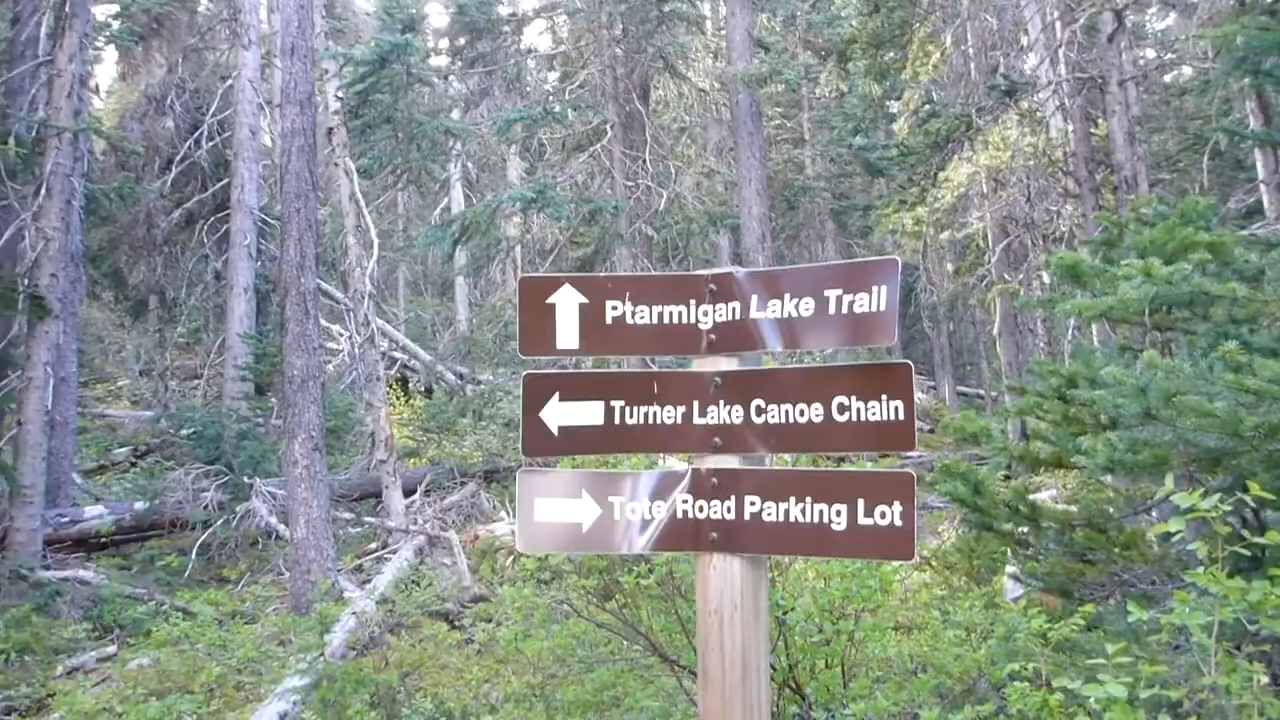 Ptarmigan Lake Trail
Turner Lake Canoe Chain
Tote Road Parking Lot